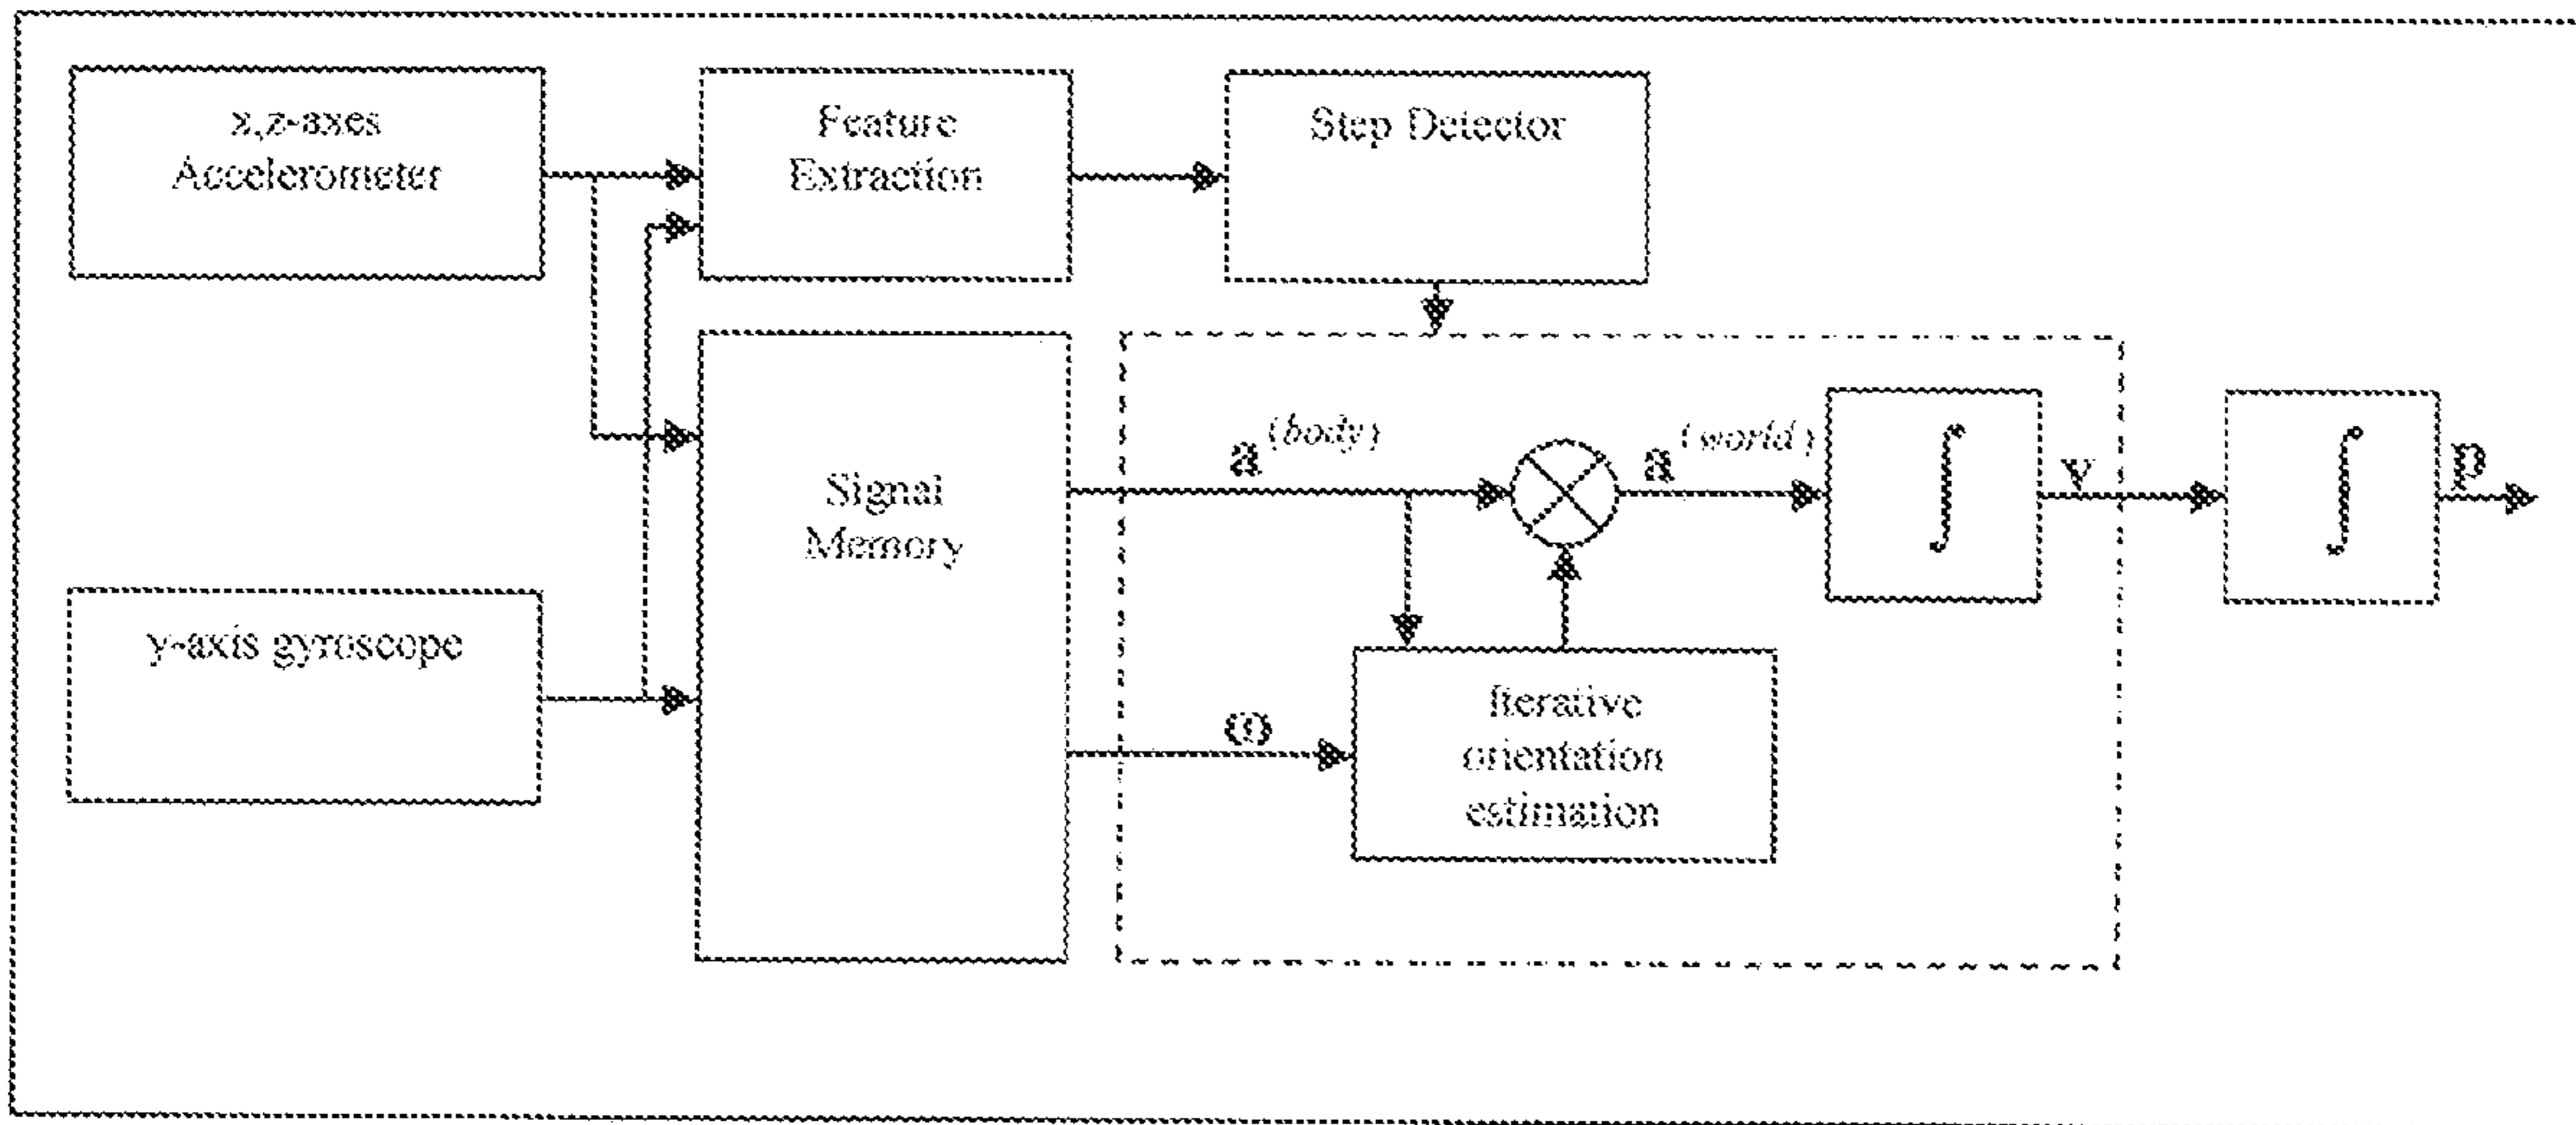 x,z-axes
Accelerometer
Feature
Extraction
Step Detector
Signal
Memory
y-axis gyroscope
a(body)
a(world)
∫
v
∫
p
ω
Iterative
orientation
estimation